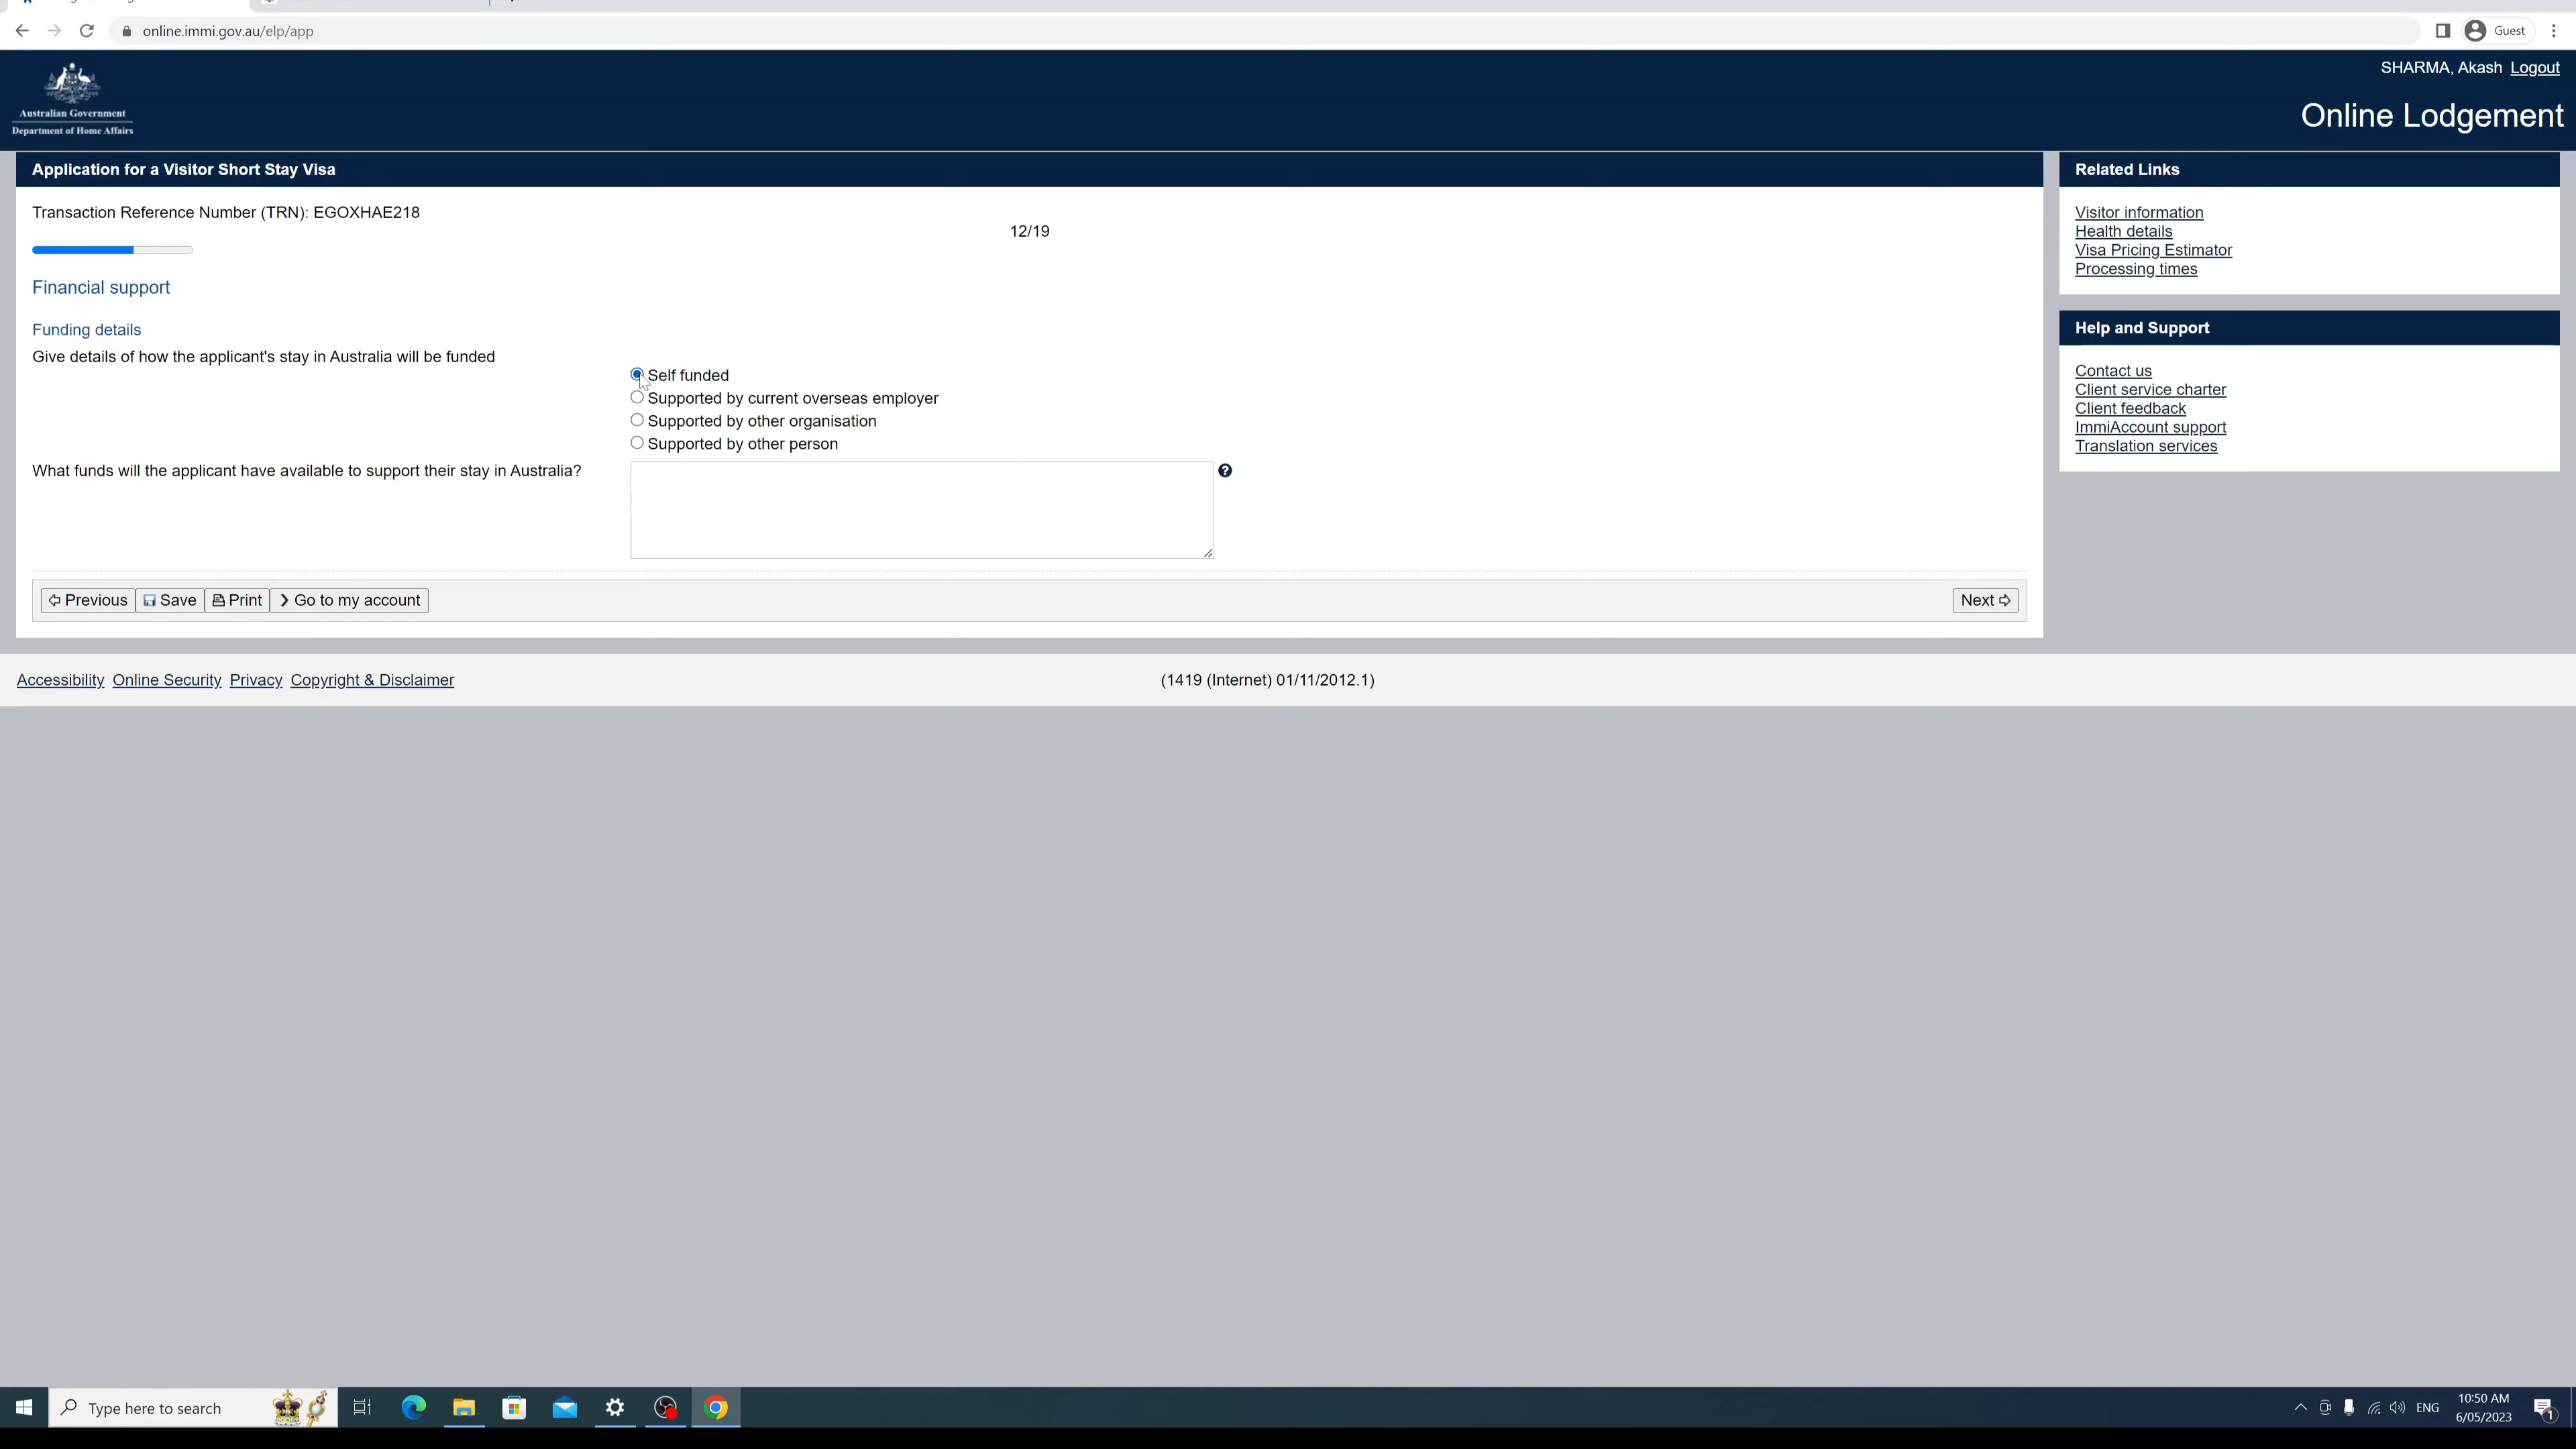 online.immi.gov.au/elp/app
Guest
SHARMA, Akash Logout
Australian Government
Department of Home Affairs
Online Lodgement
Application for a Visitor Short Stay Visa
Transaction Reference Number (TRN): EGOXHAE218
12/19
Financial support
Funding details
Give details of how the applicant's stay in Australia will be funded
Self funded
Supported by current overseas employer
Supported by other organisation
Supported by other person
What funds will the applicant have available to support their stay in Australia?
Previous Save Print Go to my account Next
Related Links
Visitor information
Health details
Visa Pricing Estimator
Processing times
Help and Support
Contact us
Client service charter
Client feedback
ImmiAccount support
Translation services
Accessibility Online Security Privacy Copyright & Disclaimer (1419 (Internet) 01/11/2012.1)
Type here to search
ENG
10:50 AM
6/05/2023
1